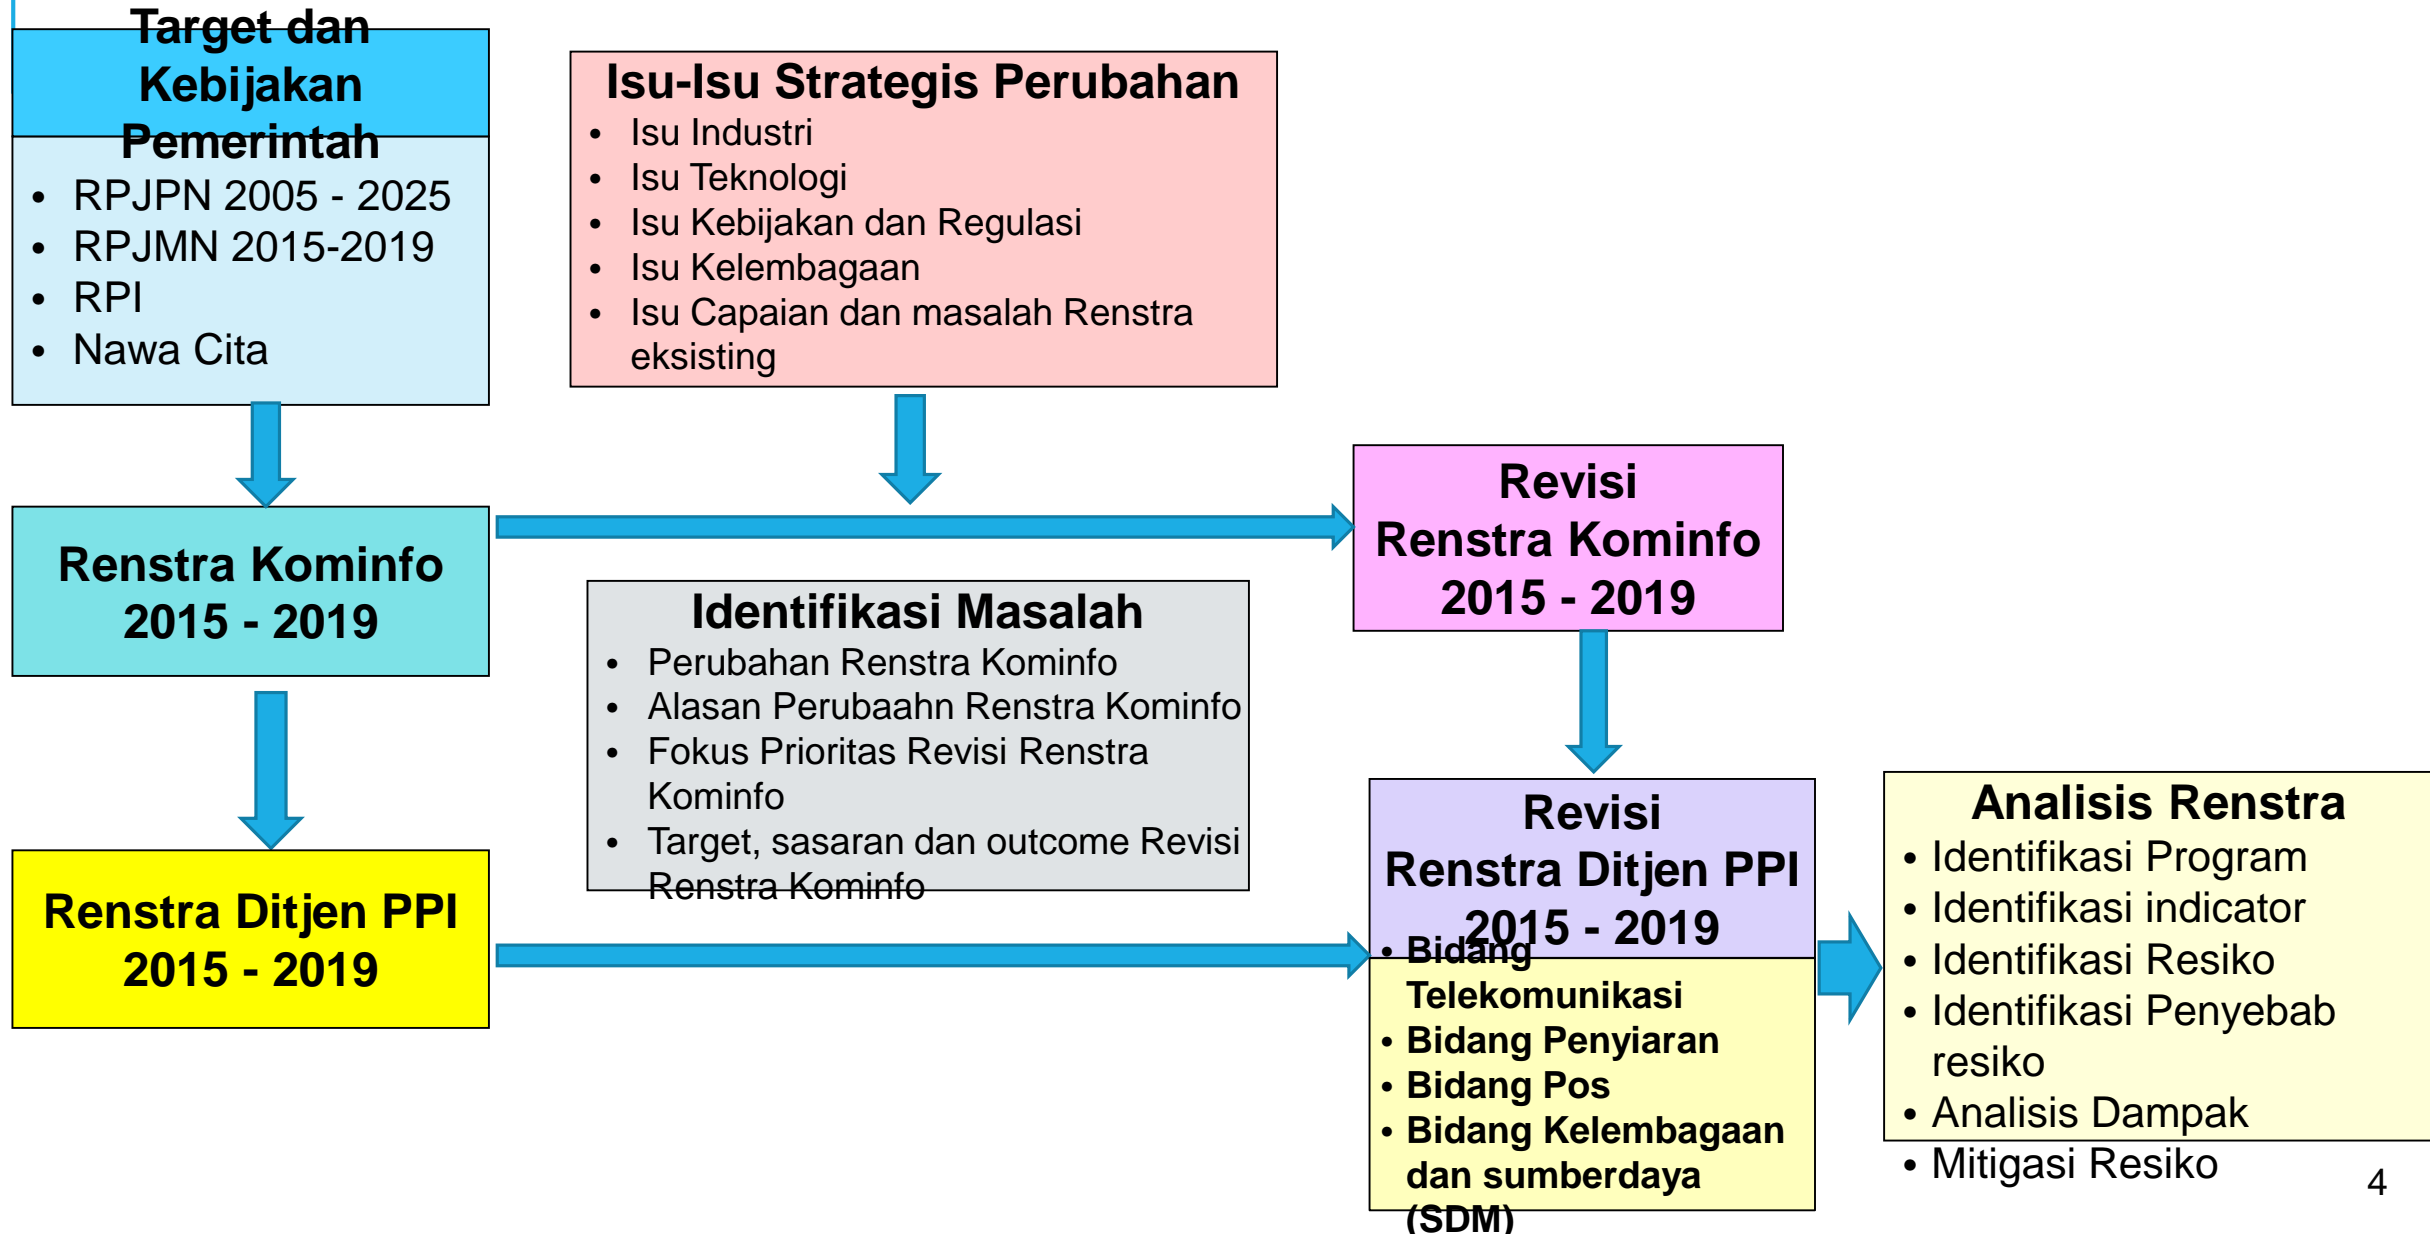 Target dan
Kebijakan
Pemerintah
• RPJPN 2005 - 2025
• RPJMN 2015-2019
• RPI
• Nawa Cita
Isu-Isu Strategis Perubahan
• Isu Industri
• Isu Teknologi
• Isu Kebijakan dan Regulasi
• Isu Kelembagaan
• Isu Capaian dan masalah Renstra
eksisting
Renstra Kominfo
2015 - 2019
Revisi
Renstra Kominfo
2015 - 2019
Identifikasi Masalah
• Perubahan Renstra Kominfo
• Alasan Perubaahn Renstra Kominfo
• Fokus Prioritas Revisi Renstra
Kominfo
• Target, sasaran dan outcome Revisi
Renstra Kominfo
Renstra Ditjen PPI
2015 - 2019
Revisi
Renstra Ditjen PPI
2015 - 2019
• Bidang
Telekomunikasi
• Bidang Penyiaran
• Bidang Pos
• Bidang Kelembagaan
dan sumberdaya
(SDM)
Analisis Renstra
• Identifikasi Program
• Identifikasi indicator
• Identifikasi Resiko
• Identifikasi Penyebab
resiko
• Analisis Dampak
• Mitigasi Resiko
4